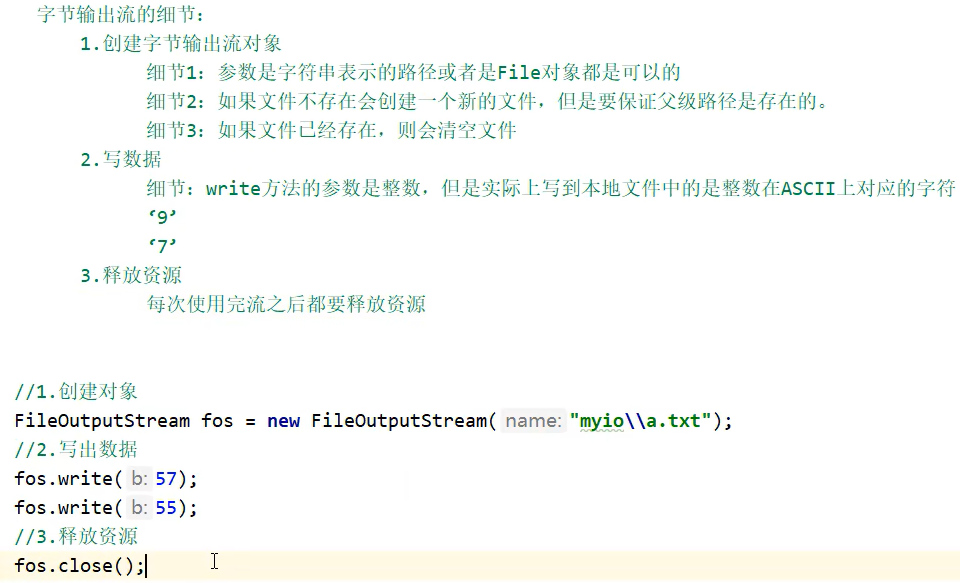 字节输出流的细节：
1.创建字节输出流对象
细节1：参数是字符串表示的路径或者是File对象都是可以的
细节2：如果文件不存在会创建一个新的文件，但是要保证父级路径是存在的。
细节3：如果文件已经存在，则会清空文件
2.写数据
细节：write方法的参数是整数，但是实际上写到本地文件中的是整数在ASCII上对应的字符
‘9’
‘7’
3.释放资源
每次使用完流之后都要释放资源
//1.创建对象
FileOutputStream fos = new FileOutputStream( name: "myio\\a.txt");
//2.写出数据
fos.write( b: 57);
fos.write( b: 55);
//3.释放资源
fos.close();